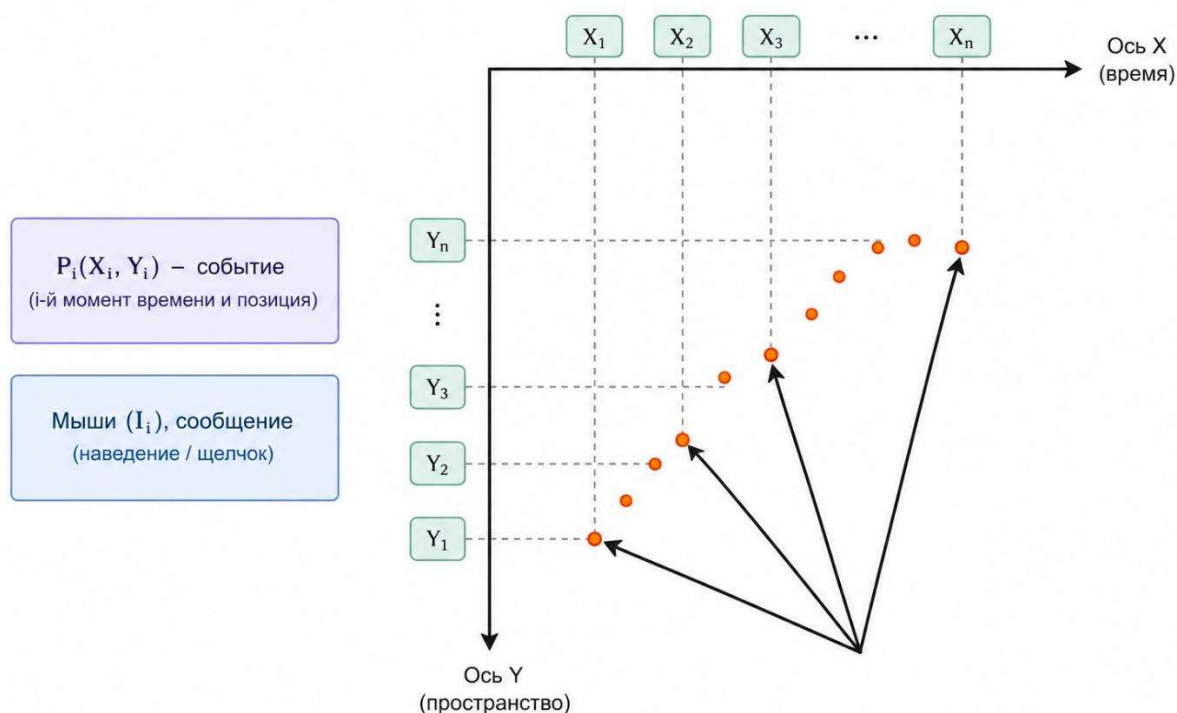 X₁ X₂ X₃ ... Xₙ
Ось X
(время)
Yₙ
Pᵢ(Xᵢ, Yᵢ) – событие
(i-й момент времени и позиция)
⋮
Y₃
Мыши (Iᵢ), сообщение
(наведение / щелчок)
Y₂
Y₁
Ось Y
(пространство)